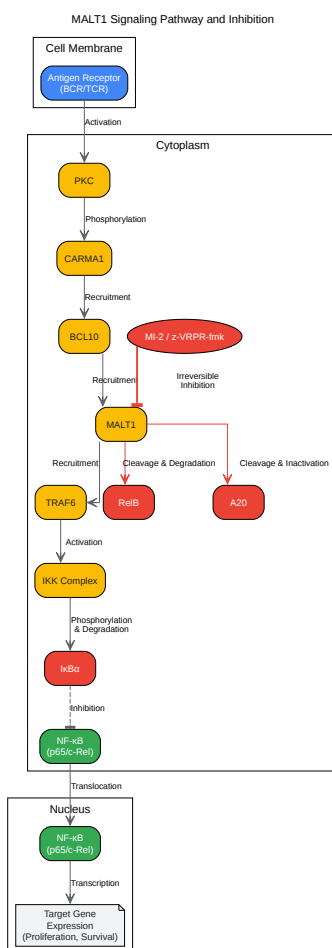 MALT1 Signaling Pathway and Inhibition
Cell Membrane
Antigen Receptor
(BCR/TCR)
Activation
Cytoplasm
PKC
Phosphorylation
CARMA1
Recruitment
BCL10
MI-2 / z-VRPR-fmk
Recruitmen
Irreversible
Inhibition
MALT1
Recruitment
Cleavage & Degradation
Cleavage & Inactivation
TRAF6
RelB
A20
Activation
IKK Complex
Phosphorylation
& Degradation
IκBα
Inhibition
NF-κB
(p65/c-Rel)
Translocation
Nucleus
NF-κB
(p65/c-Rel)
Transcription
Target Gene
Expression
(Proliferation, Survival)